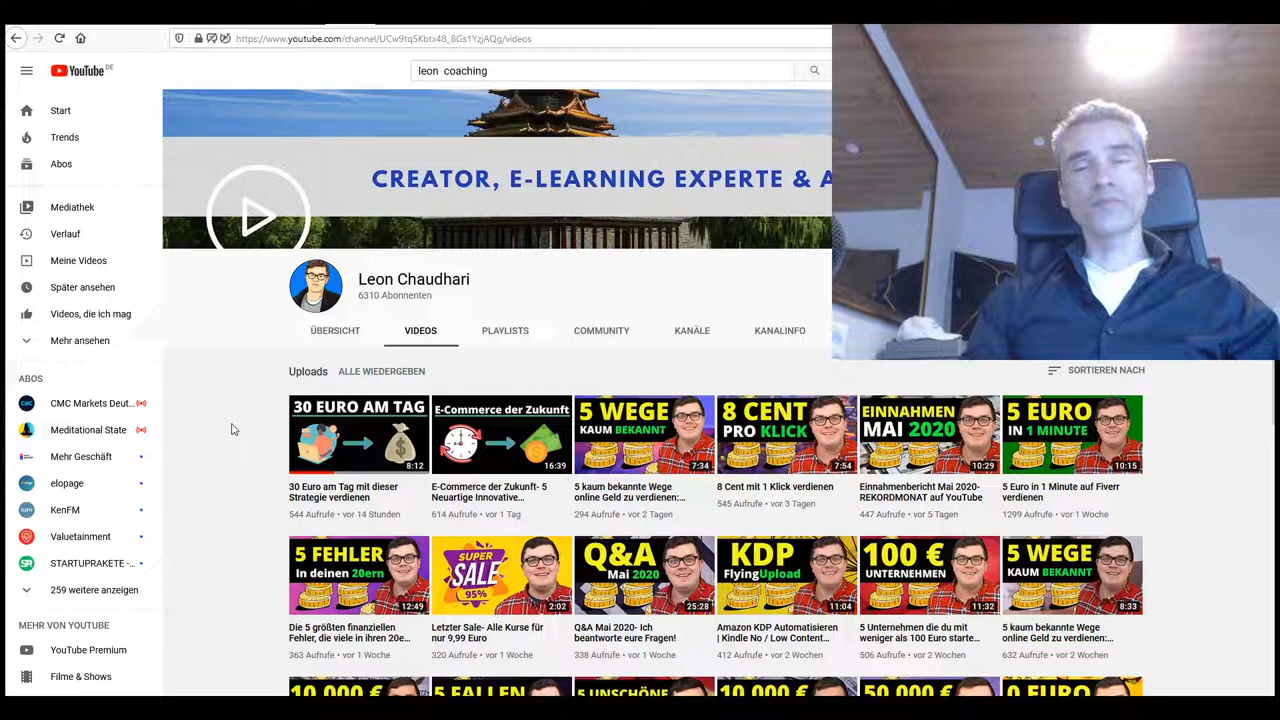 https://www.youtube.com/channel/UCw9tq5Kbtx48_8Gs1YzjAQg/videos
YouTube DE
leon coaching
Start
Trends
Abos
Mediathek
Verlauf
Meine Videos
Später ansehen
Videos, die ich mag
Mehr ansehen
ABOS
CMC Markets Deut...
Meditational State
Mehr Geschäft
elopage
KenFM
Valuetainment
STARTUPRAKETE -...
259 weitere anzeigen
MEHR VON YOUTUBE
YouTube Premium
Filme & Shows
CREATOR, E-LEARNING EXPERTE & A
Leon Chaudhari
6310 Abonnenten
ÜBERSICHT VIDEOS PLAYLISTS COMMUNITY KANÄLE KANALINFO
Uploads ALLE WIEDERGEBEN SORTIEREN NACH
30 EURO AM TAG
8:12
30 Euro am Tag mit dieser
Strategie verdienen
544 Aufrufe • vor 14 Stunden
E-Commerce der Zukunft
16:39
E-Commerce der Zukunft- 5
Neuartige Innovative...
614 Aufrufe • vor 1 Tag
5 WEGE
KAUM BEKANNT
7:34
5 kaum bekannte Wege
online Geld zu verdienen:...
294 Aufrufe • vor 2 Tagen
8 CENT
PRO KLICK
7:54
8 Cent mit 1 Klick verdienen
545 Aufrufe • vor 3 Tagen
EINNAHMEN
MAI 2020
10:29
Einnahmenbericht Mai 2020-
REKORDMONAT auf YouTube
447 Aufrufe • vor 5 Tagen
5 EURO
IN 1 MINUTE
10:15
5 Euro in 1 Minute auf Fiverr
verdienen
1299 Aufrufe • vor 1 Woche
5 FEHLER
In deinen 20ern
12:49
Die 5 größten finanziellen
Fehler, die viele in ihren 20e...
363 Aufrufe • vor 1 Woche
SUPER
SALE
95%
2:02
Letzter Sale- Alle Kurse für
nur 9,99 Euro
320 Aufrufe • vor 1 Woche
Q&A
Mai 2020
25:28
Q&A Mai 2020- Ich
beantworte eure Fragen!
338 Aufrufe • vor 1 Woche
KDP
FlyingUpload
11:04
Amazon KDP Automatisieren
| Kindle No / Low Content...
412 Aufrufe • vor 2 Wochen
100 €
UNTERNEHMEN
11:32
5 Unternehmen die du mit
weniger als 100 Euro starte...
506 Aufrufe • vor 2 Wochen
5 WEGE
KAUM BEKANNT
8:33
5 kaum bekannte Wege
online Geld zu verdienen:...
632 Aufrufe • vor 2 Wochen
10.000 €
5 FALLEN
5 UNSCHÖNE
10.000 €
50.000 €
0 EURO